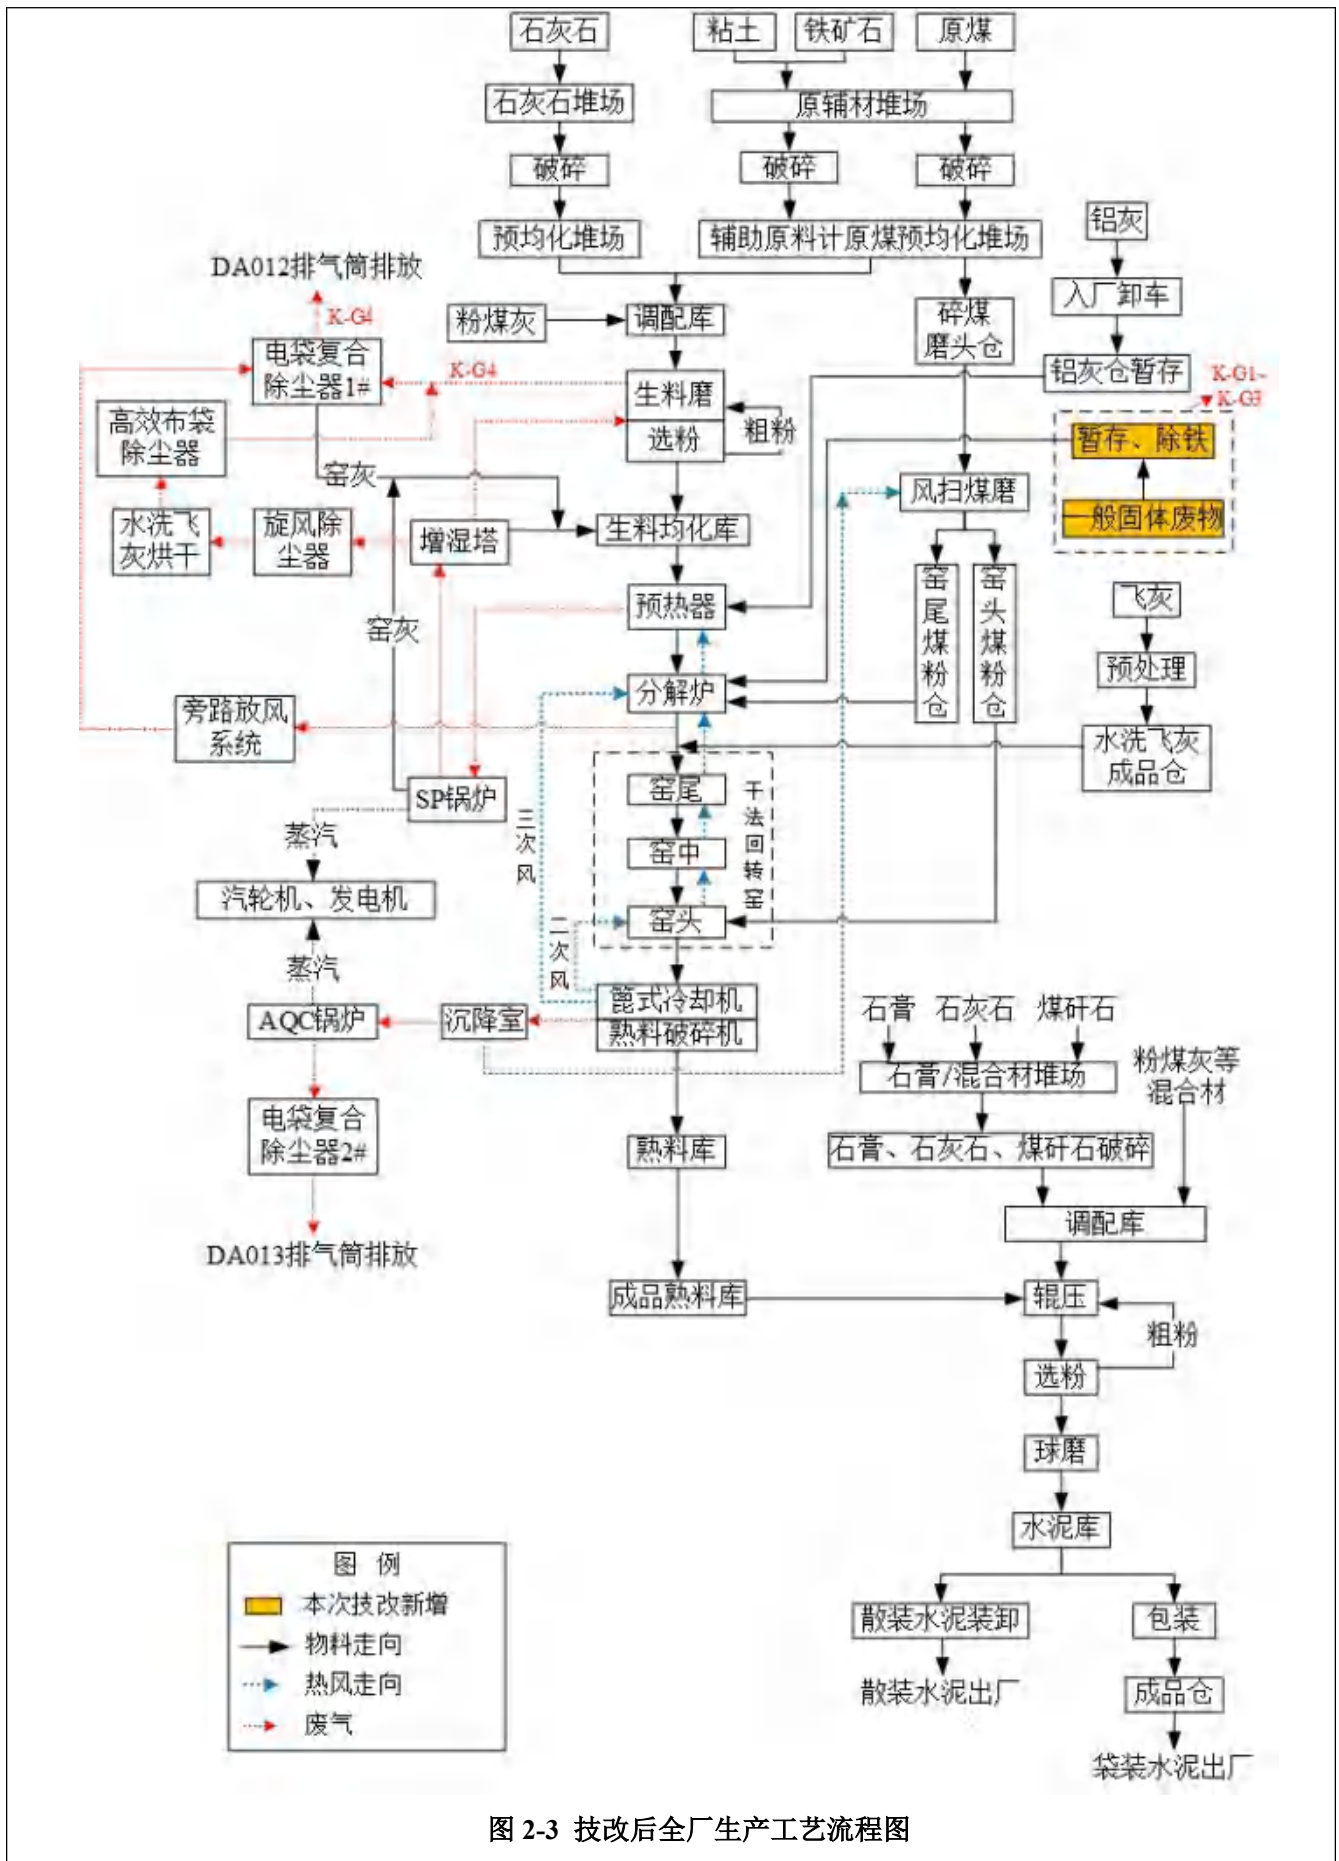 石灰石
粘土
铁矿石
原煤
石灰石堆场
原辅材堆场
破碎
破碎
破碎
预均化堆场
辅助原料计原煤预均化堆场
铝灰
入厂卸车
铝灰仓暂存
DA012排气筒排放
K-G4
粉煤灰
调配库
碎煤
磨头仓
电袋复合
除尘器1#
K-G4
生料磨
选粉
粗粉
K-G1~
K-G3
暂存、除铁
一般固体废物
高效布袋
除尘器
窑灰
风扫煤磨
水洗飞
灰烘干
旋风除
尘器
增湿塔
生料均化库
窑尾煤粉仓
窑头煤粉仓
飞灰
预处理
水洗飞灰
成品仓
预热器
窑灰
分解炉
旁路放风
系统
SP锅炉
蒸汽
三次风
窑尾
窑中
窑头
干法回转窑
汽轮机、发电机
蒸汽
二次风
篦式冷却机
熟料破碎机
AQC锅炉
沉降室
石膏
石灰石
煤矸石
石膏/混合材堆场
粉煤灰等
混合材
电袋复合
除尘器2#
熟料库
石膏、石灰石、煤矸石破碎
调配库
DA013排气筒排放
成品熟料库
辊压
粗粉
选粉
球磨
水泥库
散装水泥装卸
包装
散装水泥出厂
成品仓
袋装水泥出厂
图 例
本次技改新增
物料走向
热风走向
废气
图 2-3 技改后全厂生产工艺流程图